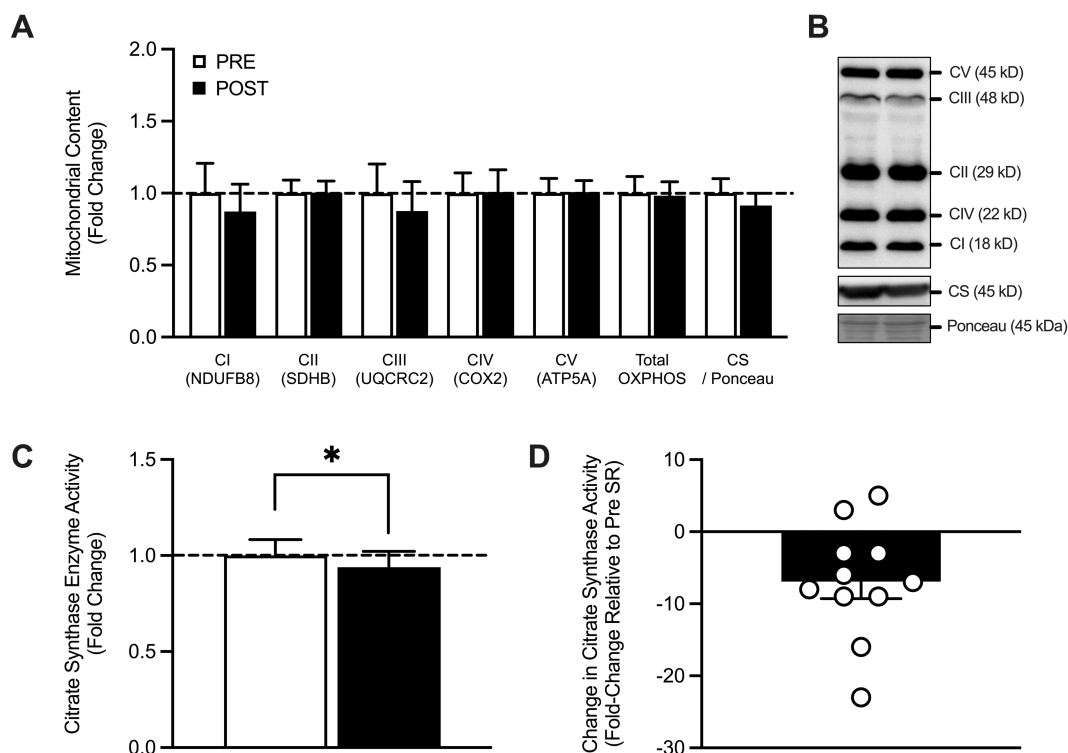 A
B
2.0
1.5
1.0
0.5
0.0
Mitochondrial Content
(Fold Change)
PRE
POST
CI
(NDUFB8)
CII
(SDHB)
CIII
(UQCRC2)
CIV
(COX2)
CV
(ATP5A)
Total
OXPHOS
CS
/ Ponceau
CV (45 kD)
CIII (48 kD)
CII (29 kD)
CIV (22 kD)
CI (18 kD)
CS (45 kD)
Ponceau (45 kDa)
C
1.5
1.0
0.5
0.0
Citrate Synthase Enzyme Activity
(Fold Change)
*
D
10
0
-10
-20
-30
Change in Citrate Synthase Activity
(Fold-Change Relative to Pre SR)